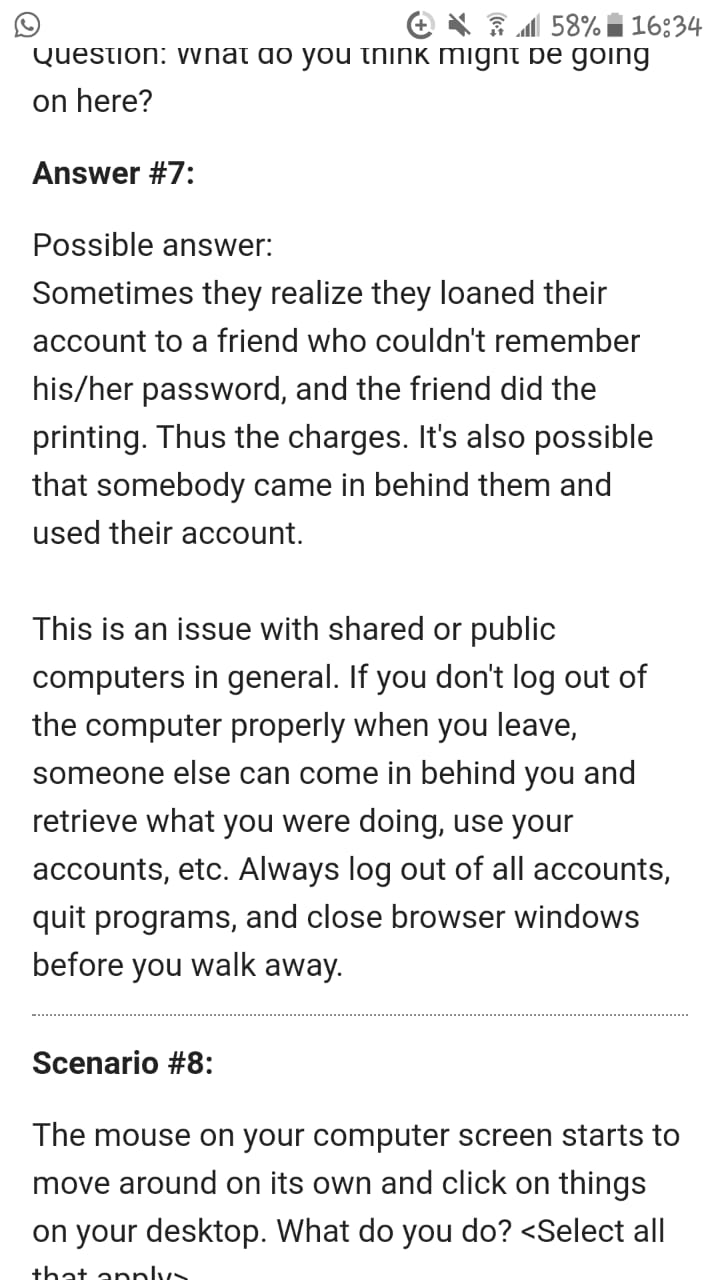 58% 16:34
Question: What do you think might be going
on here?
Answer #7:
Possible answer:
Sometimes they realize they loaned their
account to a friend who couldn't remember
his/her password, and the friend did the
printing. Thus the charges. It's also possible
that somebody came in behind them and
used their account.
This is an issue with shared or public
computers in general. If you don't log out of
the computer properly when you leave,
someone else can come in behind you and
retrieve what you were doing, use your
accounts, etc. Always log out of all accounts,
quit programs, and close browser windows
before you walk away.
Scenario #8:
The mouse on your computer screen starts to
move around on its own and click on things
on your desktop. What do you do? <Select all
that apply>